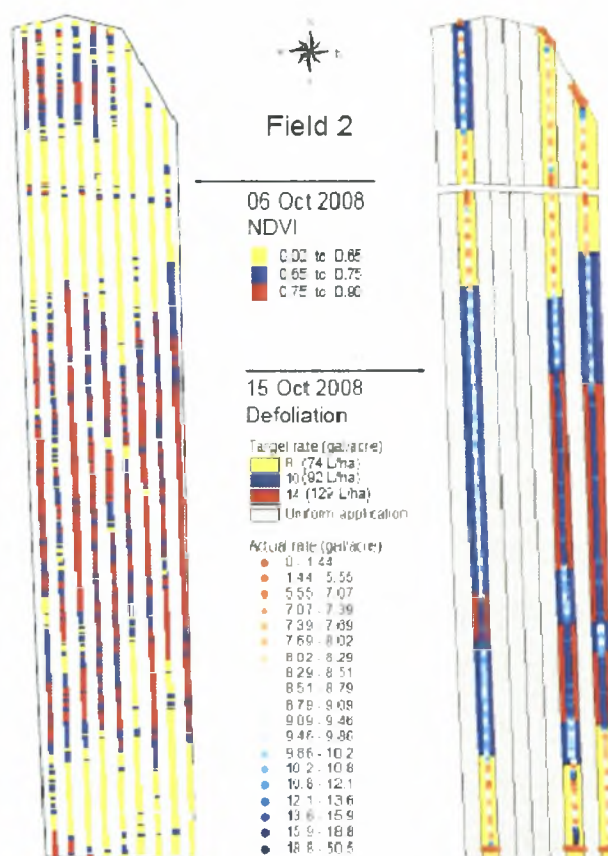 Field 2
06 Oct 2008
NDVI
0.00 to 0.65
0.65 to 0.75
0.75 to 0.90
15 Oct 2008
Defoliation
Target rate (gal/acre)
8 (74 L/ha)
10 (92 L/ha)
14 (129 L/ha)
Uniform application
Actual rate (gal/acre)
0 - 1.44
1.44 - 5.55
5.55 - 7.07
7.07 - 7.39
7.39 - 7.69
7.69 - 8.02
8.02 - 8.29
8.29 - 8.51
8.51 - 8.79
8.79 - 9.09
9.09 - 9.46
9.46 - 9.86
9.86 - 10.2
10.2 - 10.8
10.8 - 12.1
12.1 - 13.6
13.6 - 15.9
15.9 - 18.8
18.8 - 50.5